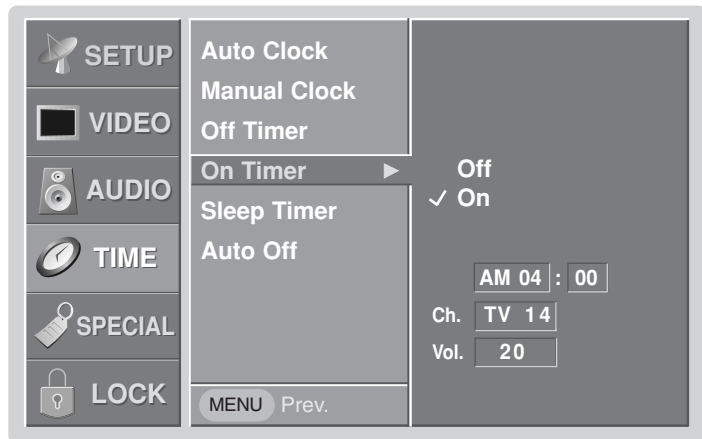 SETUP
VIDEO
AUDIO
TIME
SPECIAL
LOCK
Auto Clock
Manual Clock
Off Timer
On Timer ►
Sleep Timer
Auto Off
MENU Prev.
Off
✓ On
AM 04 : 00
Ch. TV 14
Vol. 20